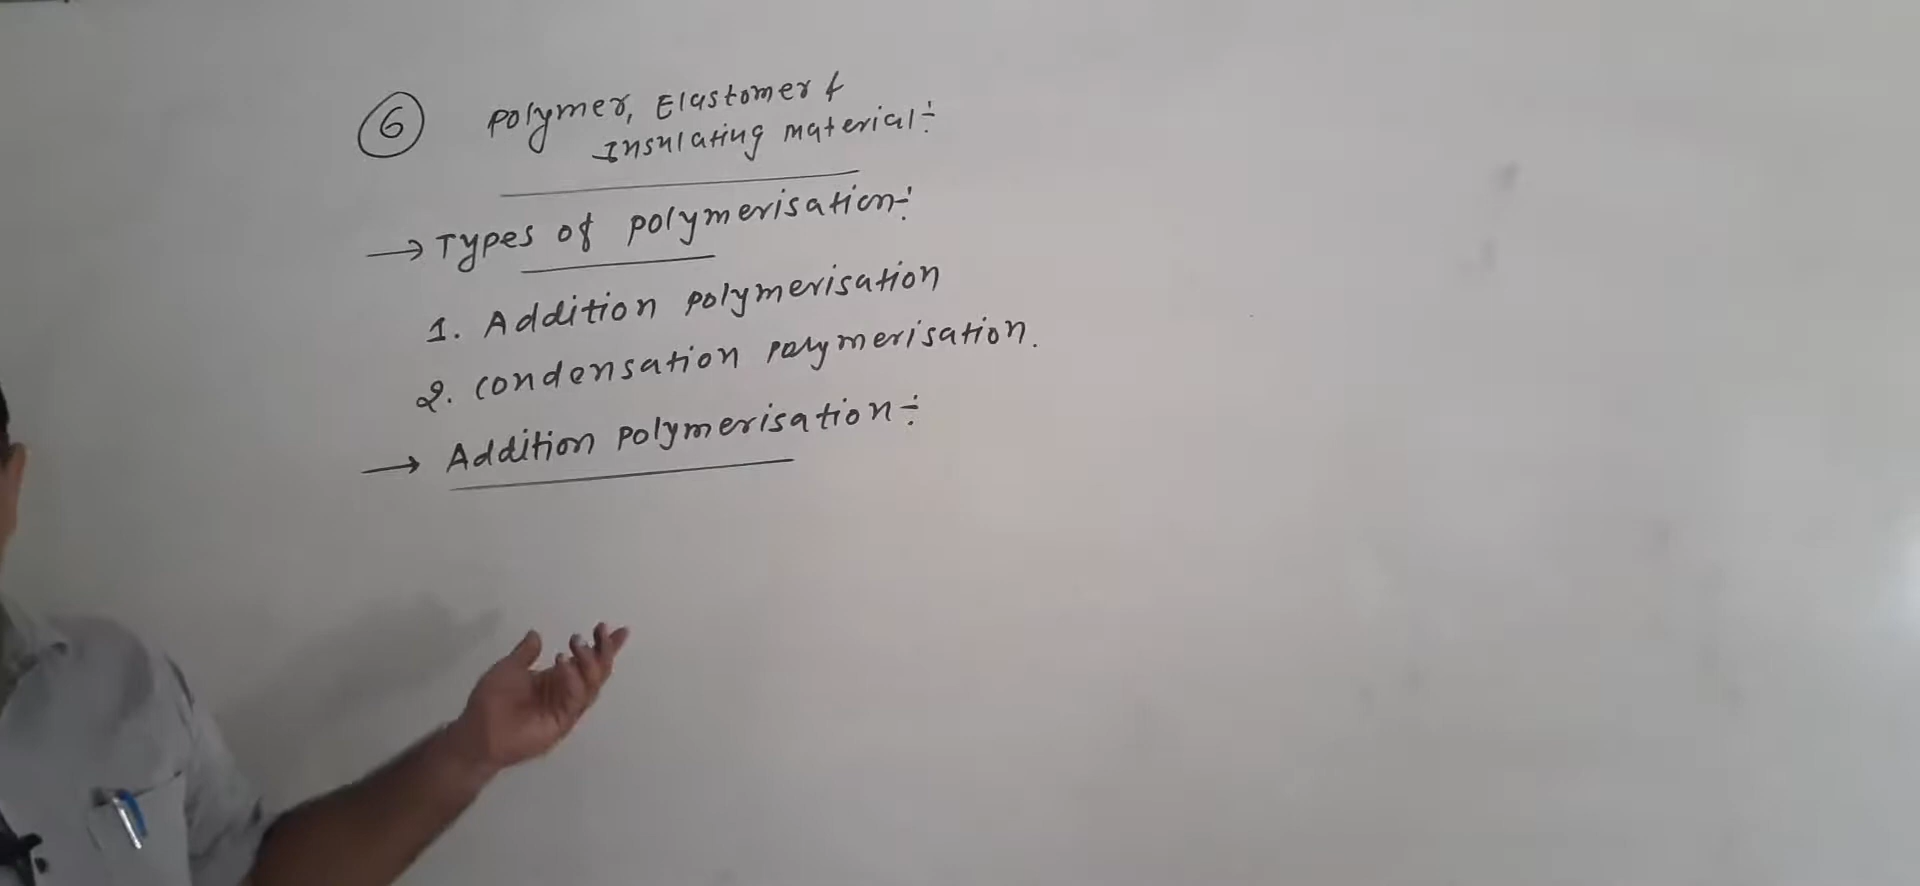 6 Polymer, Elastomer &
Insulating material:-
→ Types of polymerisation:-
1. Addition polymerisation
2. condensation polymerisation.
→ Addition polymerisation:-